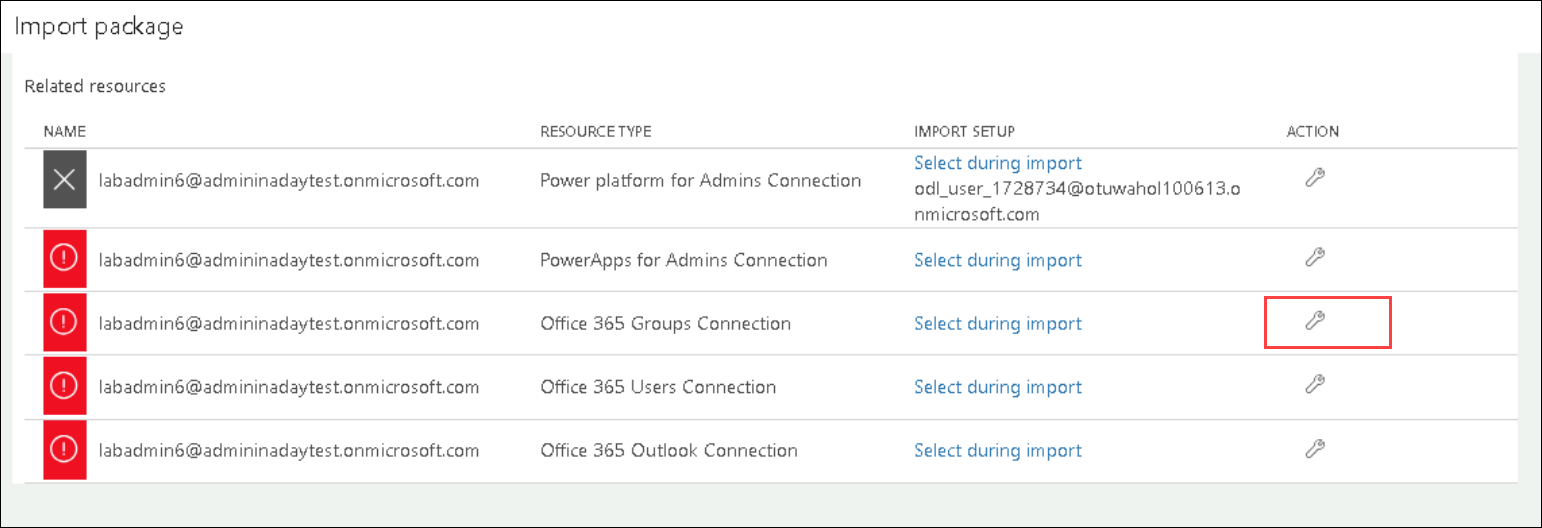 Import package
Related resources
NAME RESOURCE TYPE IMPORT SETUP ACTION
labadmin6@admininadaytest.onmicrosoft.com Power platform for Admins Connection Select during import
odl_user_1728734@otuwahol100613.o
nmicrosoft.com
labadmin6@admininadaytest.onmicrosoft.com PowerApps for Admins Connection Select during import
labadmin6@admininadaytest.onmicrosoft.com Office 365 Groups Connection Select during import
labadmin6@admininadaytest.onmicrosoft.com Office 365 Users Connection Select during import
labadmin6@admininadaytest.onmicrosoft.com Office 365 Outlook Connection Select during import